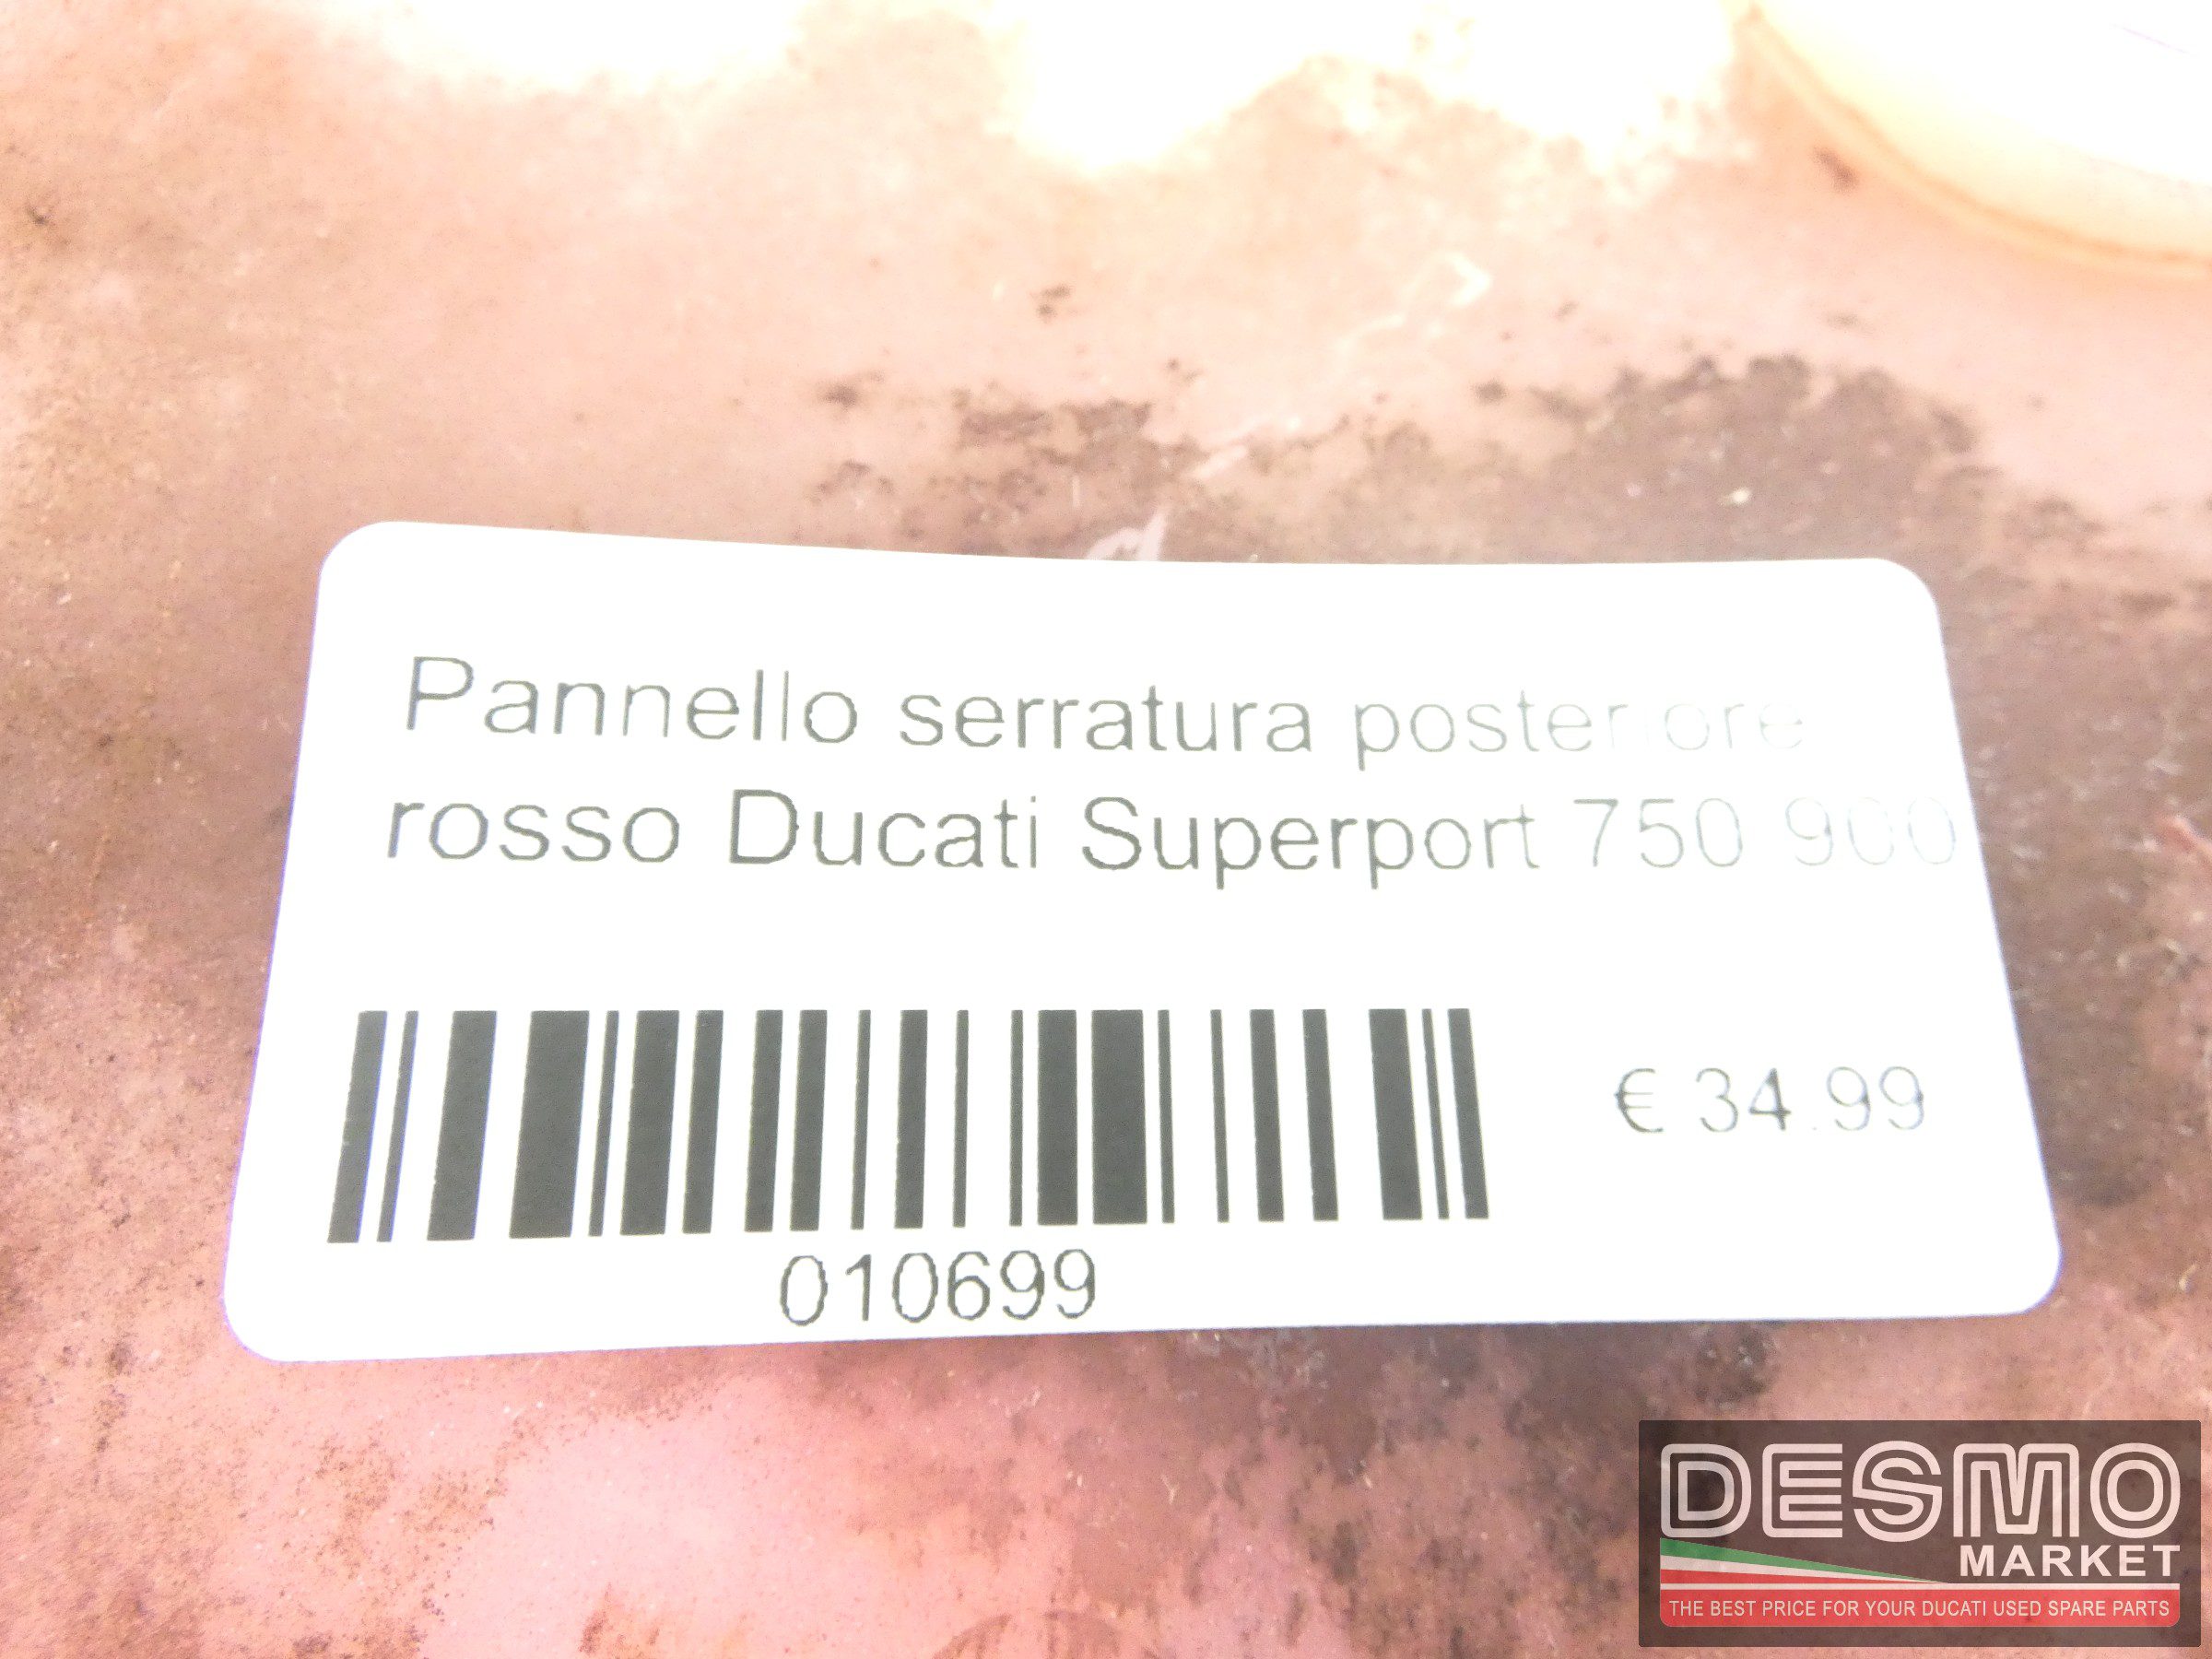 Pannello serratura posteriore
rosso Ducati Superport 750 900
€ 34.99
010699
DESMO
MARKET
THE BEST PRICE FOR YOUR DUCATI USED SPARE PARTS